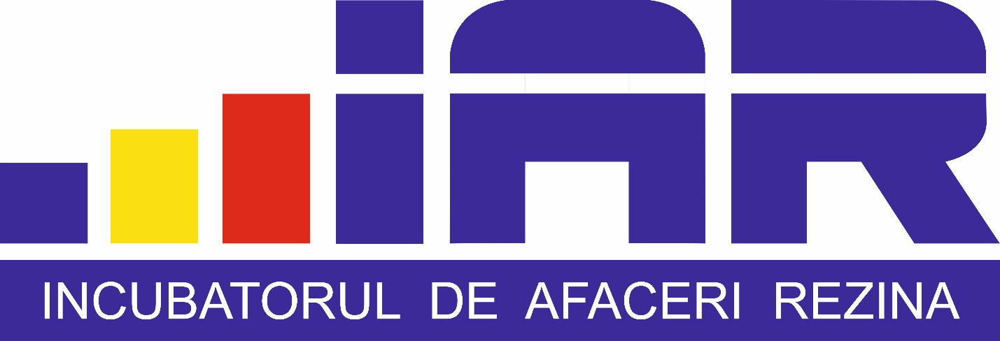 iAR
INCUBATORUL DE AFACERI REZINA